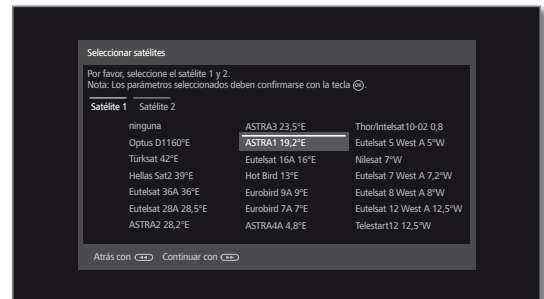 Seleccionar satélites
Por favor, seleccione el satélite 1 y 2.
Nota: Los parámetros seleccionados deben confirmarse con la tecla OK.
Satélite 1 Satélite 2
ninguna ASTRA3 23,5°E Thor/Intelsat10-02 0,8
Optus D1160°E ASTRA1 19,2°E Eutelsat 5 West A 5°W
Türksat 42°E Eutelsat 16A 16°E Nilesat 7°W
Hellas Sat2 39°E Hot Bird 13°E Eutelsat 7 West A 7,2°W
Eutelsat 36A 36°E Eurobird 9A 9°E Eutelsat 8 West A 8°W
Eutelsat 28A 28,5°E Eurobird 7A 7°E Eutelsat 12 West A 12,5°W
ASTRA2 28,2°E ASTRA4A 4,8°E Telestart12 12,5°W
Atrás con Continuar con